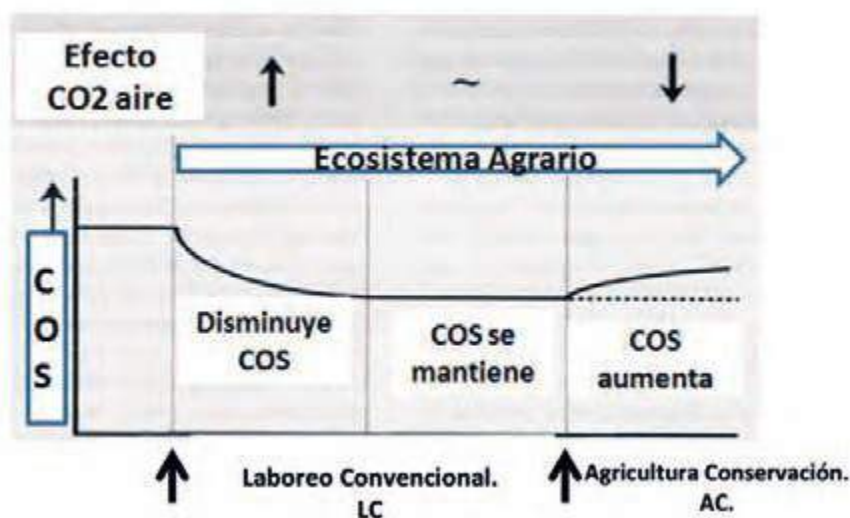 Efecto
CO2 aire
~
Ecosistema Agrario
C
O
S
Disminuye
COS
COS se
mantiene
COS
aumenta
Laboreo Convencional.
LC
Agricultura Conservación.
AC.